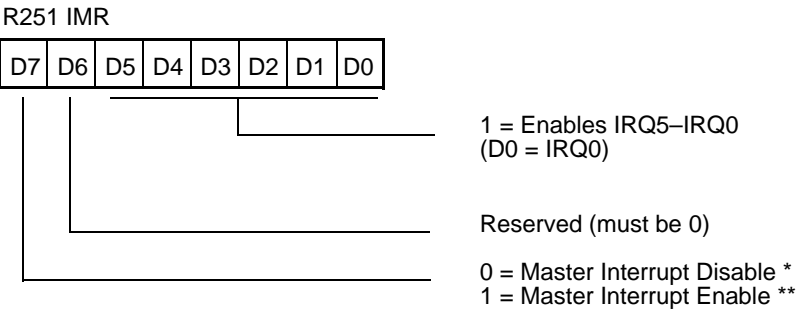 R251 IMR
D7 D6 D5 D4 D3 D2 D1 D0
1 = Enables IRQ5–IRQ0
(D0 = IRQ0)
Reserved (must be 0)
0 = Master Interrupt Disable *
1 = Master Interrupt Enable **